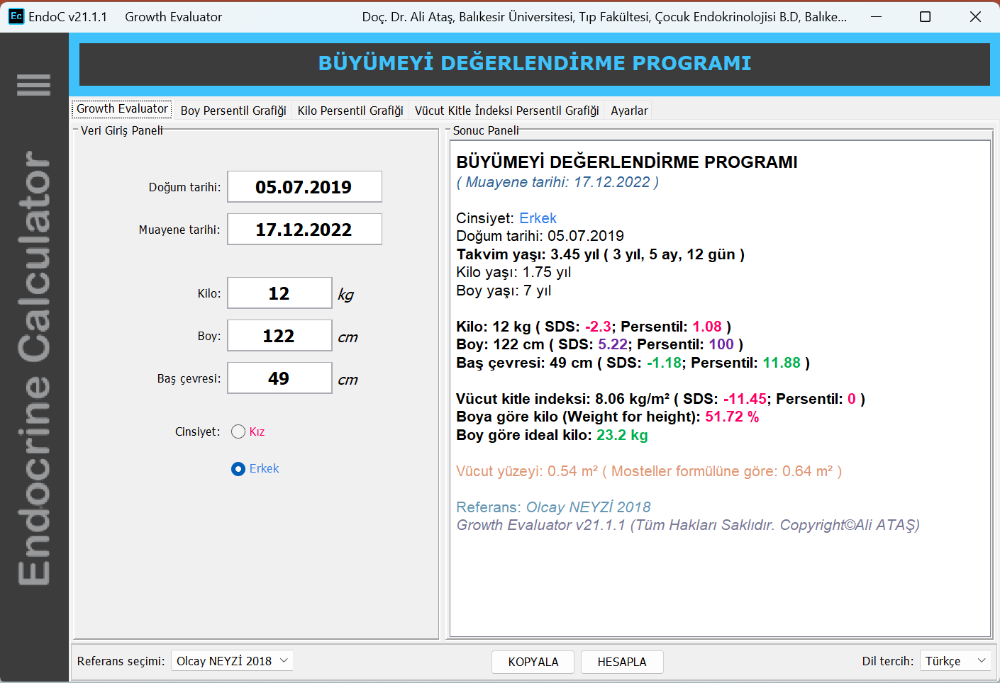 EndoC v21.1.1 Growth Evaluator Doç. Dr. Ali Ataş, Balıkesir Üniversitesi, Tıp Fakültesi, Çocuk Endokrinolojisi B.D, Balıke...
Endocrine Calculator
BÜYÜMEYİ DEĞERLENDİRME PROGRAMI
Growth Evaluator Boy Persentil Grafiği Kilo Persentil Grafiği Vücut Kitle İndeksi Persentil Grafiği Ayarlar
Veri Giriş Paneli
Doğum tarihi: 05.07.2019
Muayene tarihi: 17.12.2022
Kilo: 12 kg
Boy: 122 cm
Baş çevresi: 49 cm
Cinsiyet: Kız
Erkek
Sonuc Paneli
BÜYÜMEYİ DEĞERLENDİRME PROGRAMI
( Muayene tarihi: 17.12.2022 )
Cinsiyet: Erkek
Doğum tarihi: 05.07.2019
Takvim yaşı: 3.45 yıl ( 3 yıl, 5 ay, 12 gün )
Kilo yaşı: 1.75 yıl
Boy yaşı: 7 yıl
Kilo: 12 kg ( SDS: -2.3; Persentil: 1.08 )
Boy: 122 cm ( SDS: 5.22; Persentil: 100 )
Baş çevresi: 49 cm ( SDS: -1.18; Persentil: 11.88 )
Vücut kitle indeksi: 8.06 kg/m² ( SDS: -11.45; Persentil: 0 )
Boya göre kilo (Weight for height): 51.72 %
Boy göre ideal kilo: 23.2 kg
Vücut yüzeyi: 0.54 m² ( Mosteller formülüne göre: 0.64 m² )
Referans: Olcay NEYZİ 2018
Growth Evaluator v21.1.1 (Tüm Hakları Saklıdır. Copyright©Ali ATAŞ)
Referans seçimi: Olcay NEYZİ 2018 KOPYALA HESAPLA Dil tercih: Türkçe